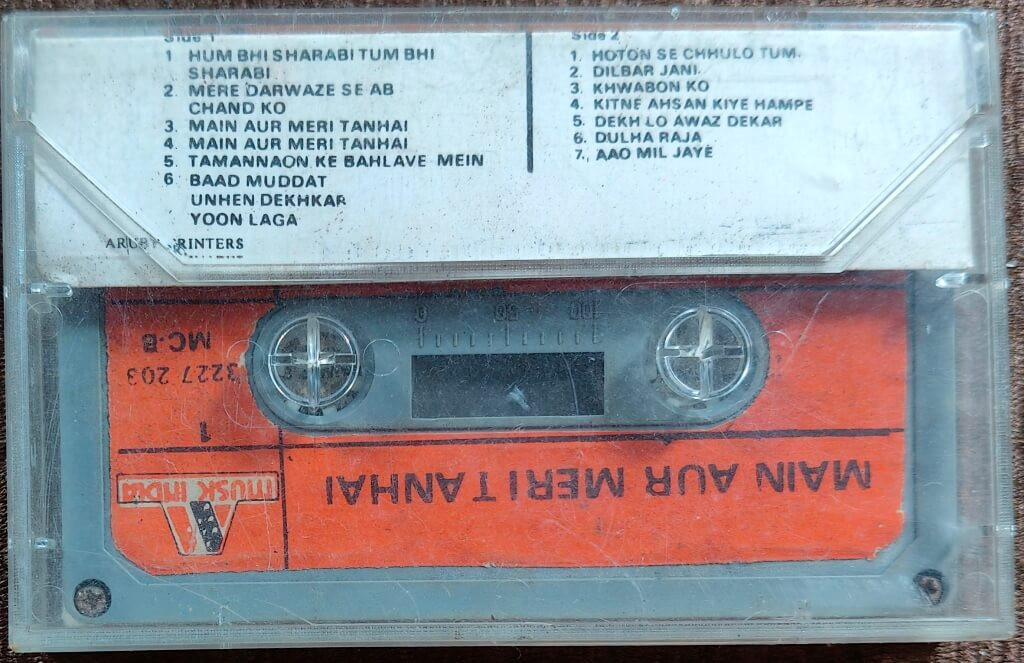 Side 1
1 HUM BHI SHARABI TUM BHI
SHARABI
2. MERE DARWAZE SE AB
CHAND KO
3. MAIN AUR MERI TANHAI
4. MAIN AUR MERI TANHAI
5. TAMANNAON KE BAHLAVE MEIN
6 BAAD MUDDAT
UNHEN DEKHKAR
YOON LAGA
Side 2
1. HOTON SE CHHULO TUM.
2. DILBAR JANI.
3. KHWABON KO
4. KITNE AHSAN KIYE HAMPE
5. DEKH LO AWAZ DEKAR
6. DULHA RAJA
7. AAO MIL JAYE
MAIN AUR MERI TANHAI
MUSIC INDIA
1
3227 203
MC-B
0 50 100